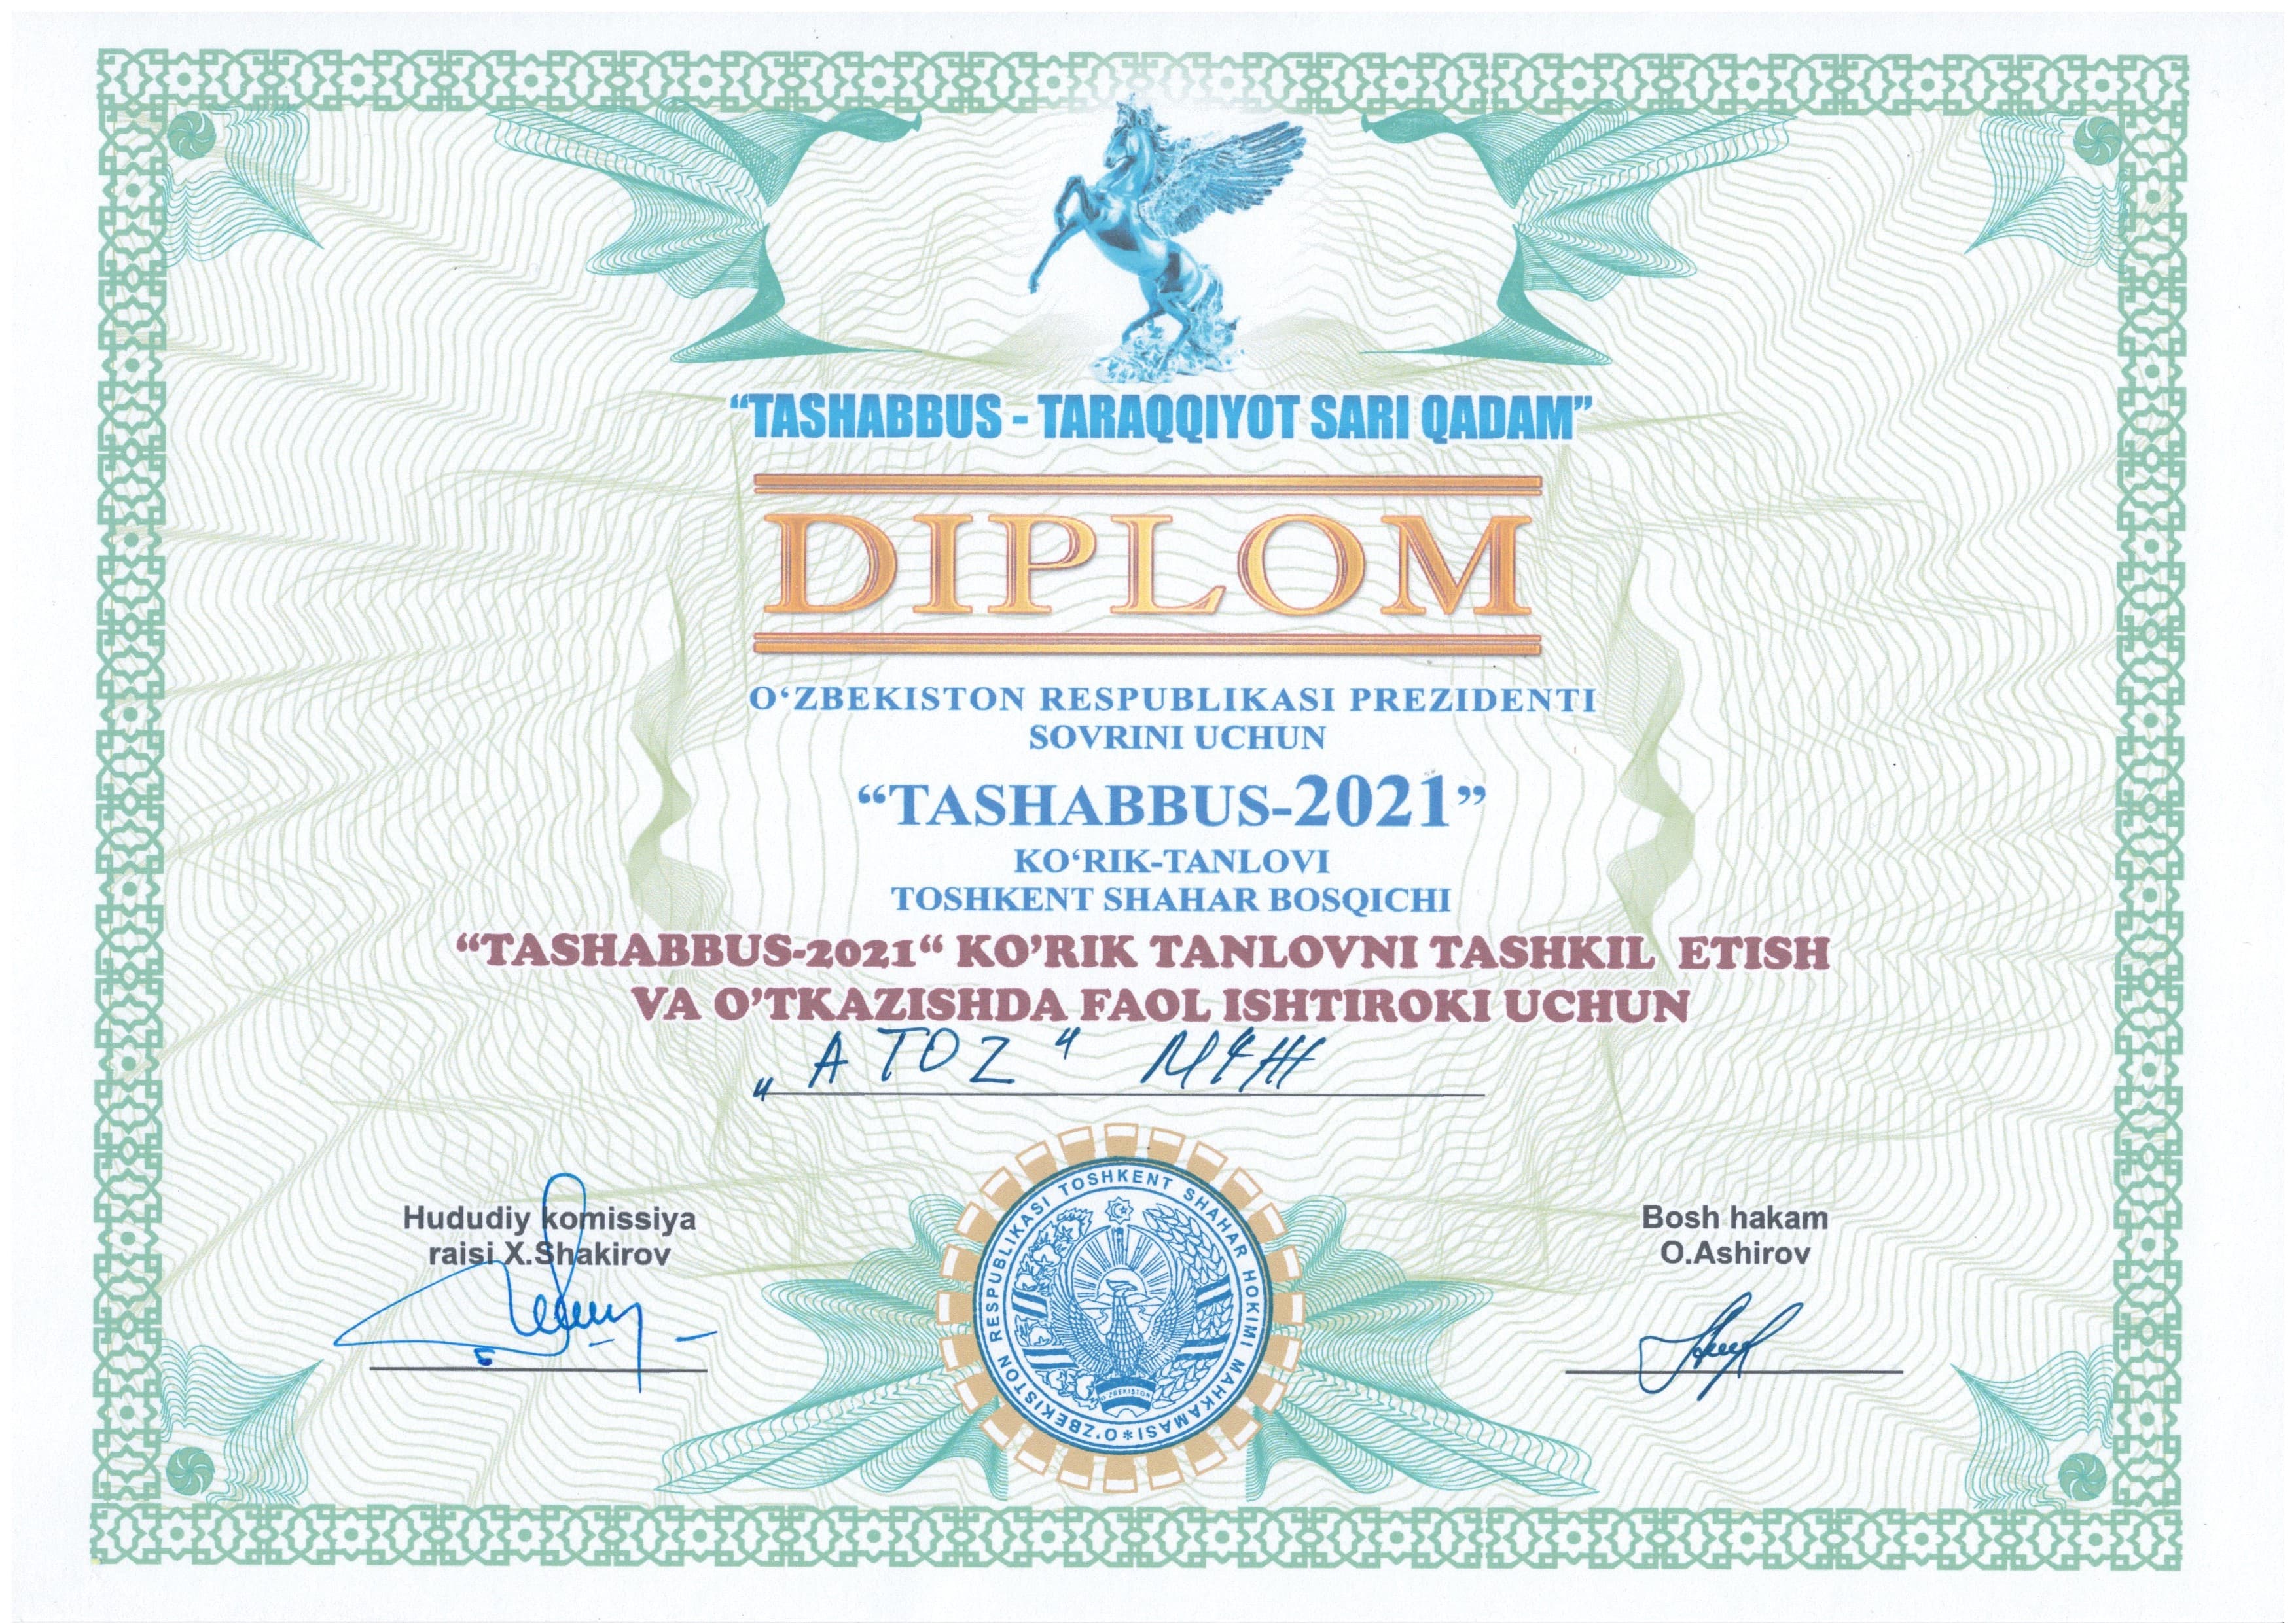 “TASHABBUS - TARAQQIYOT SARI QADAM”
DIPLOM
O‘ZBEKISTON RESPUBLIKASI PREZIDENTI
SOVRINI UCHUN
“TASHABBUS-2021”
KO‘RIK-TANLOVI
TOSHKENT SHAHAR BOSQICHI
“TASHABBUS-2021“ KO’RIK TANLOVNI TASHKIL ETISH
VA O’TKAZISHDA FAOL ISHTIROKI UCHUN
„ATOZ“ МЧЖ
Hududiy komissiya
raisi X.Shakirov
Bosh hakam
O.Ashirov
O‘ZBEKISTON RESPUBLIKASI TOSHKENT SHAHAR HOKIMI MAHKAMASI *
O‘ZBEKISTON